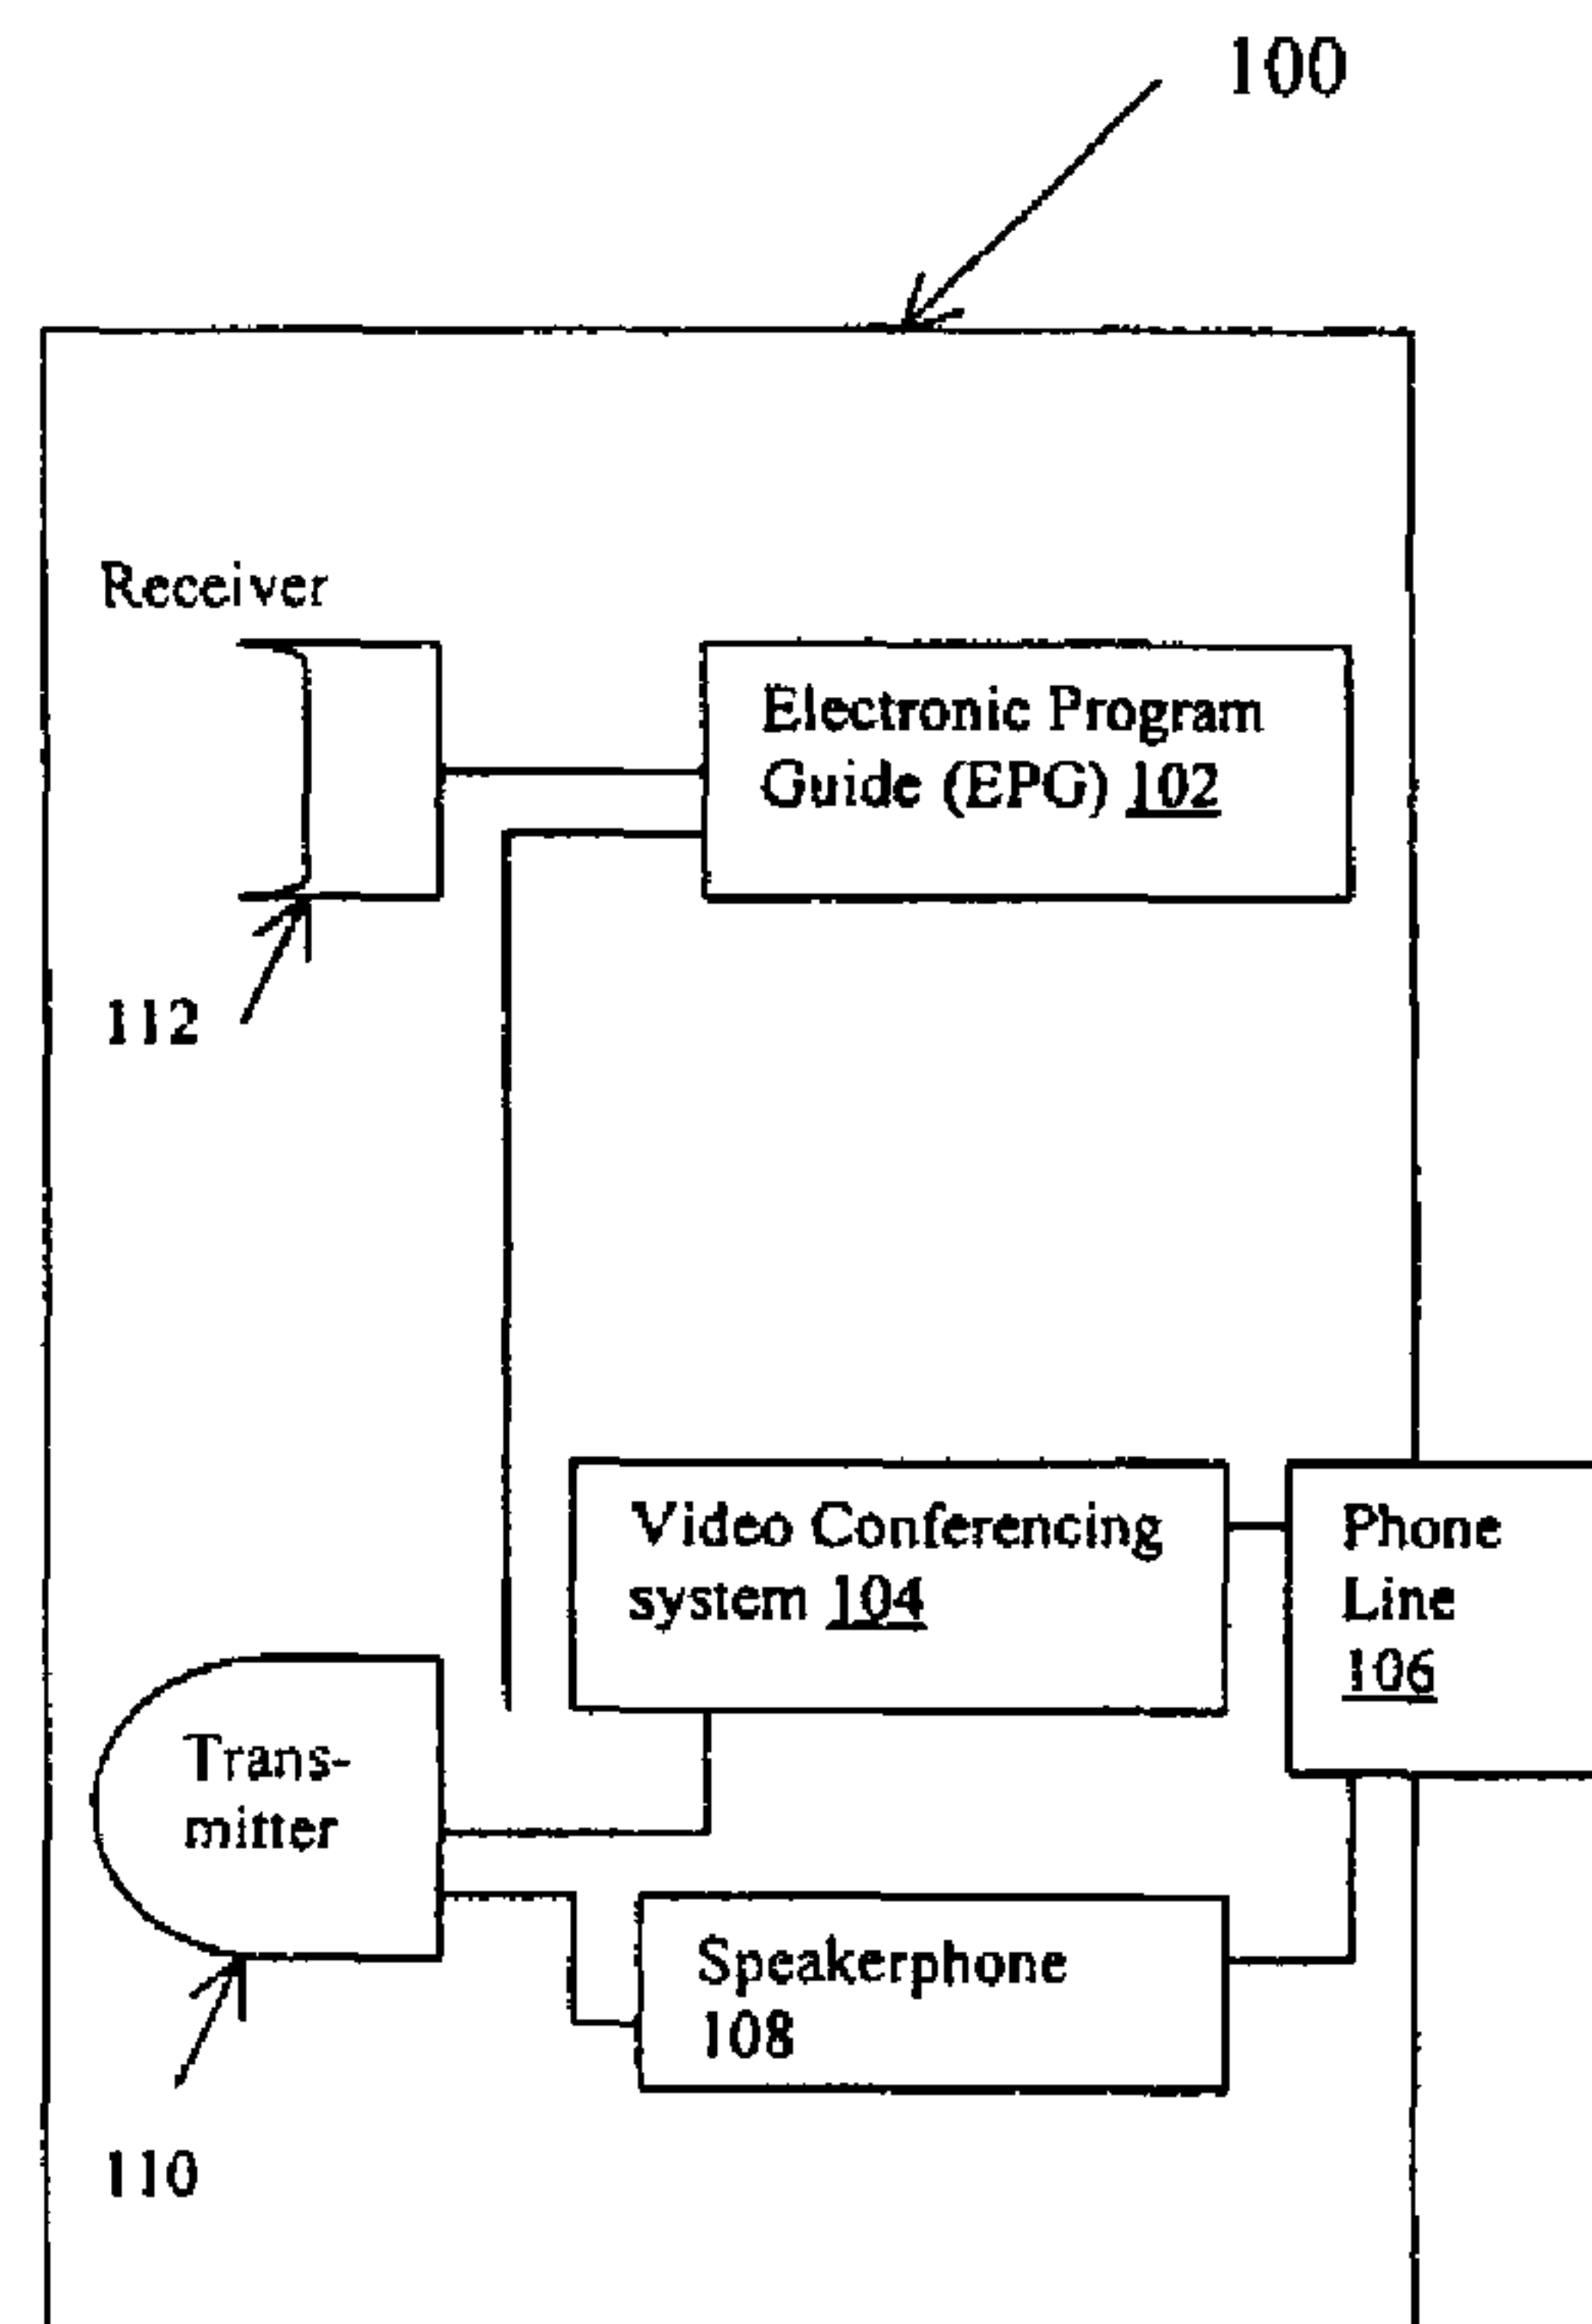 100
Receiver
Electronic Program
Guide (EPG) 102
112
Video Conferencing
system 104
Phone
Line
106
Trans-
mitter
Speakerphone
108
110